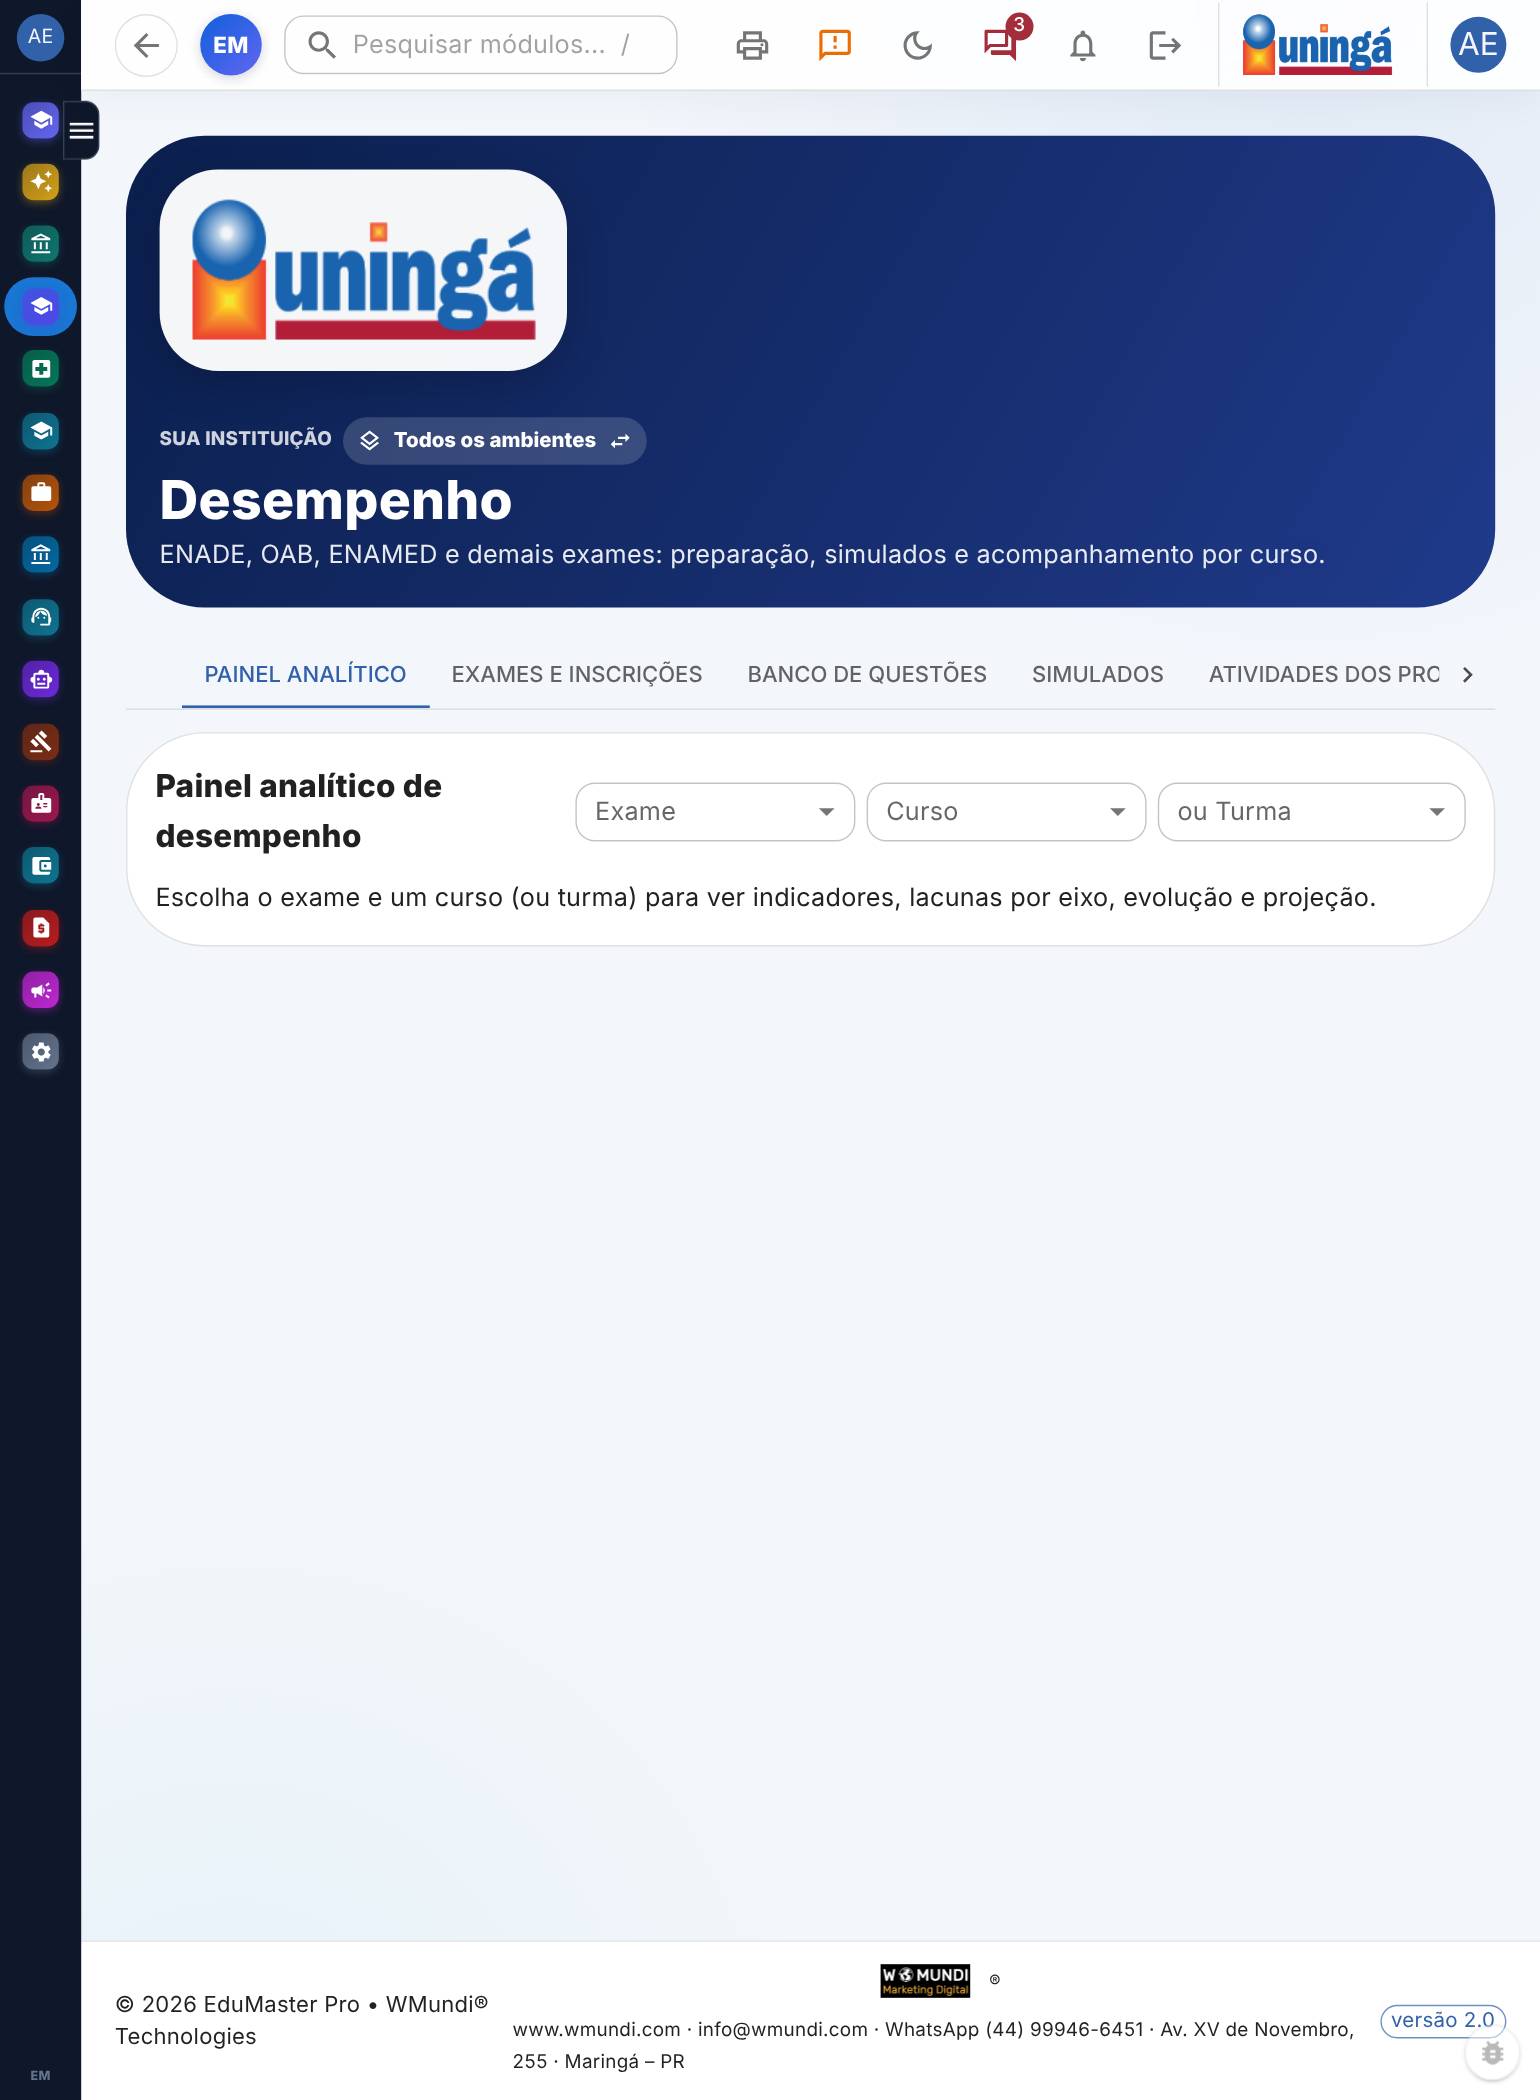 AE
EM
Pesquisar módulos... /
3
uningá
AE
uningá
SUA INSTITUIÇÃO
Todos os ambientes
Desempenho
ENADE, OAB, ENAMED e demais exames: preparação, simulados e acompanhamento por curso.
PAINEL ANALÍTICO
EXAMES E INSCRIÇÕES
BANCO DE QUESTÕES
SIMULADOS
ATIVIDADES DOS PRO
Painel analítico de
desempenho
Exame
Curso
ou Turma
Escolha o exame e um curso (ou turma) para ver indicadores, lacunas por eixo, evolução e projeção.
© 2026 EduMaster Pro • WMundi®
Technologies
W MUNDI
Marketing Digital
®
www.wmundi.com · info@wmundi.com · WhatsApp (44) 99946-6451 · Av. XV de Novembro,
255 · Maringá – PR
versão 2.0
EM